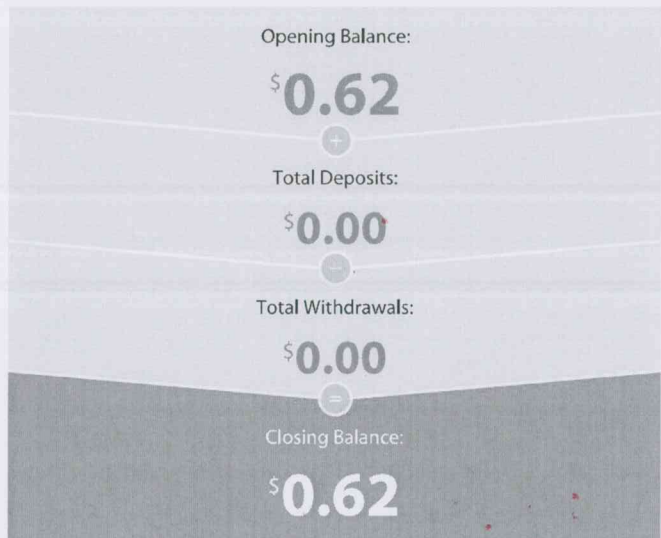 Opening Balance:
$0.62
+
Total Deposits:
$0.00
−
Total Withdrawals:
$0.00
=
Closing Balance:
$0.62